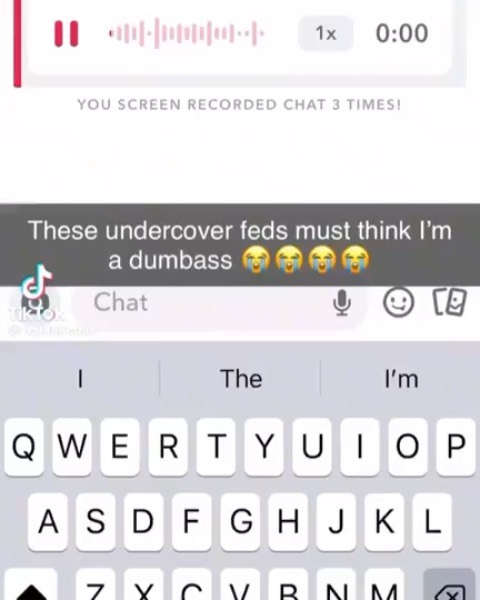 1x 0:00
YOU SCREEN RECORDED CHAT 3 TIMES!
These undercover feds must think I'm
a dumbass 😭😭😭😭
Chat
TikTok
I The I'm
Q W E R T Y U I O P
A S D F G H J K L
Z X C V B N M